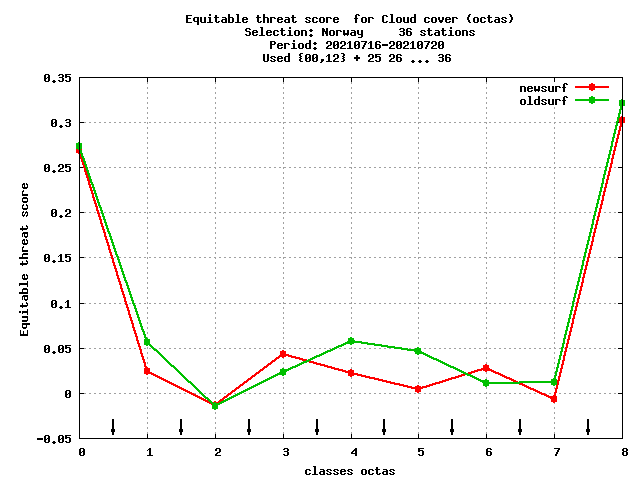 Equitable threat score  for Cloud cover (octas)
Selection: Norway     36 stations
Period: 20210716-20210720
Used {00,12} + 25 26 ... 36
newsurf
oldsurf
Equitable threat score
0.35
0.3
0.25
0.2
0.15
0.1
0.05
0
-0.05
0 1 2 3 4 5 6 7 8
classes octas